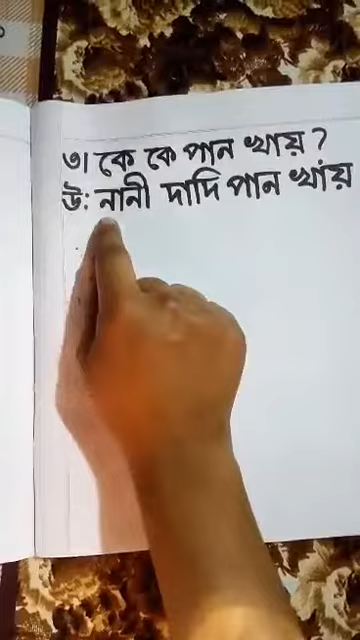 ৩। কে কে পান খায় ?
উঃ নানী দাদি পান খায়